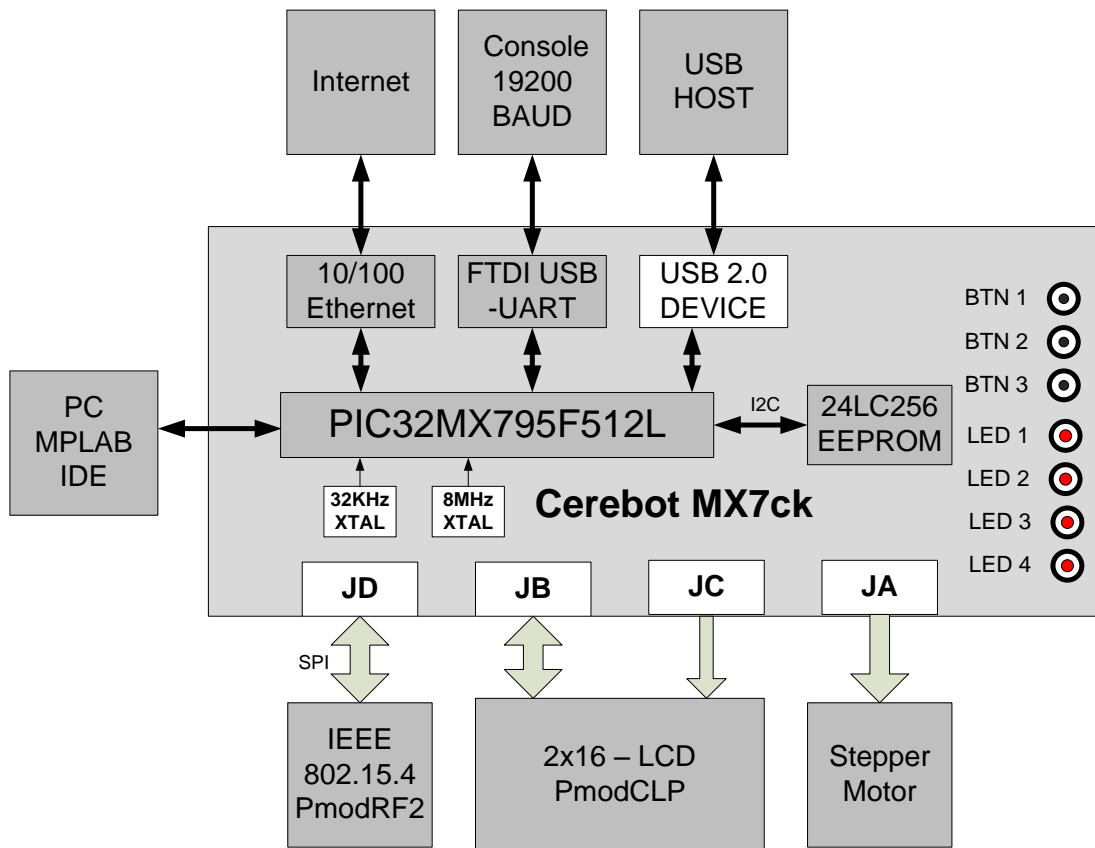 Internet
Console
19200
BAUD
USB
HOST
10/100
Ethernet
FTDI USB
-UART
USB 2.0
DEVICE
BTN 1
BTN 2
BTN 3
PC
MPLAB
IDE
PIC32MX795F512L
I2C
24LC256
EEPROM
LED 1
LED 2
LED 3
LED 4
32KHz
XTAL
8MHz
XTAL
Cerebot MX7ck
JD
JB
JC
JA
SPI
IEEE
802.15.4
PmodRF2
2x16 – LCD
PmodCLP
Stepper
Motor